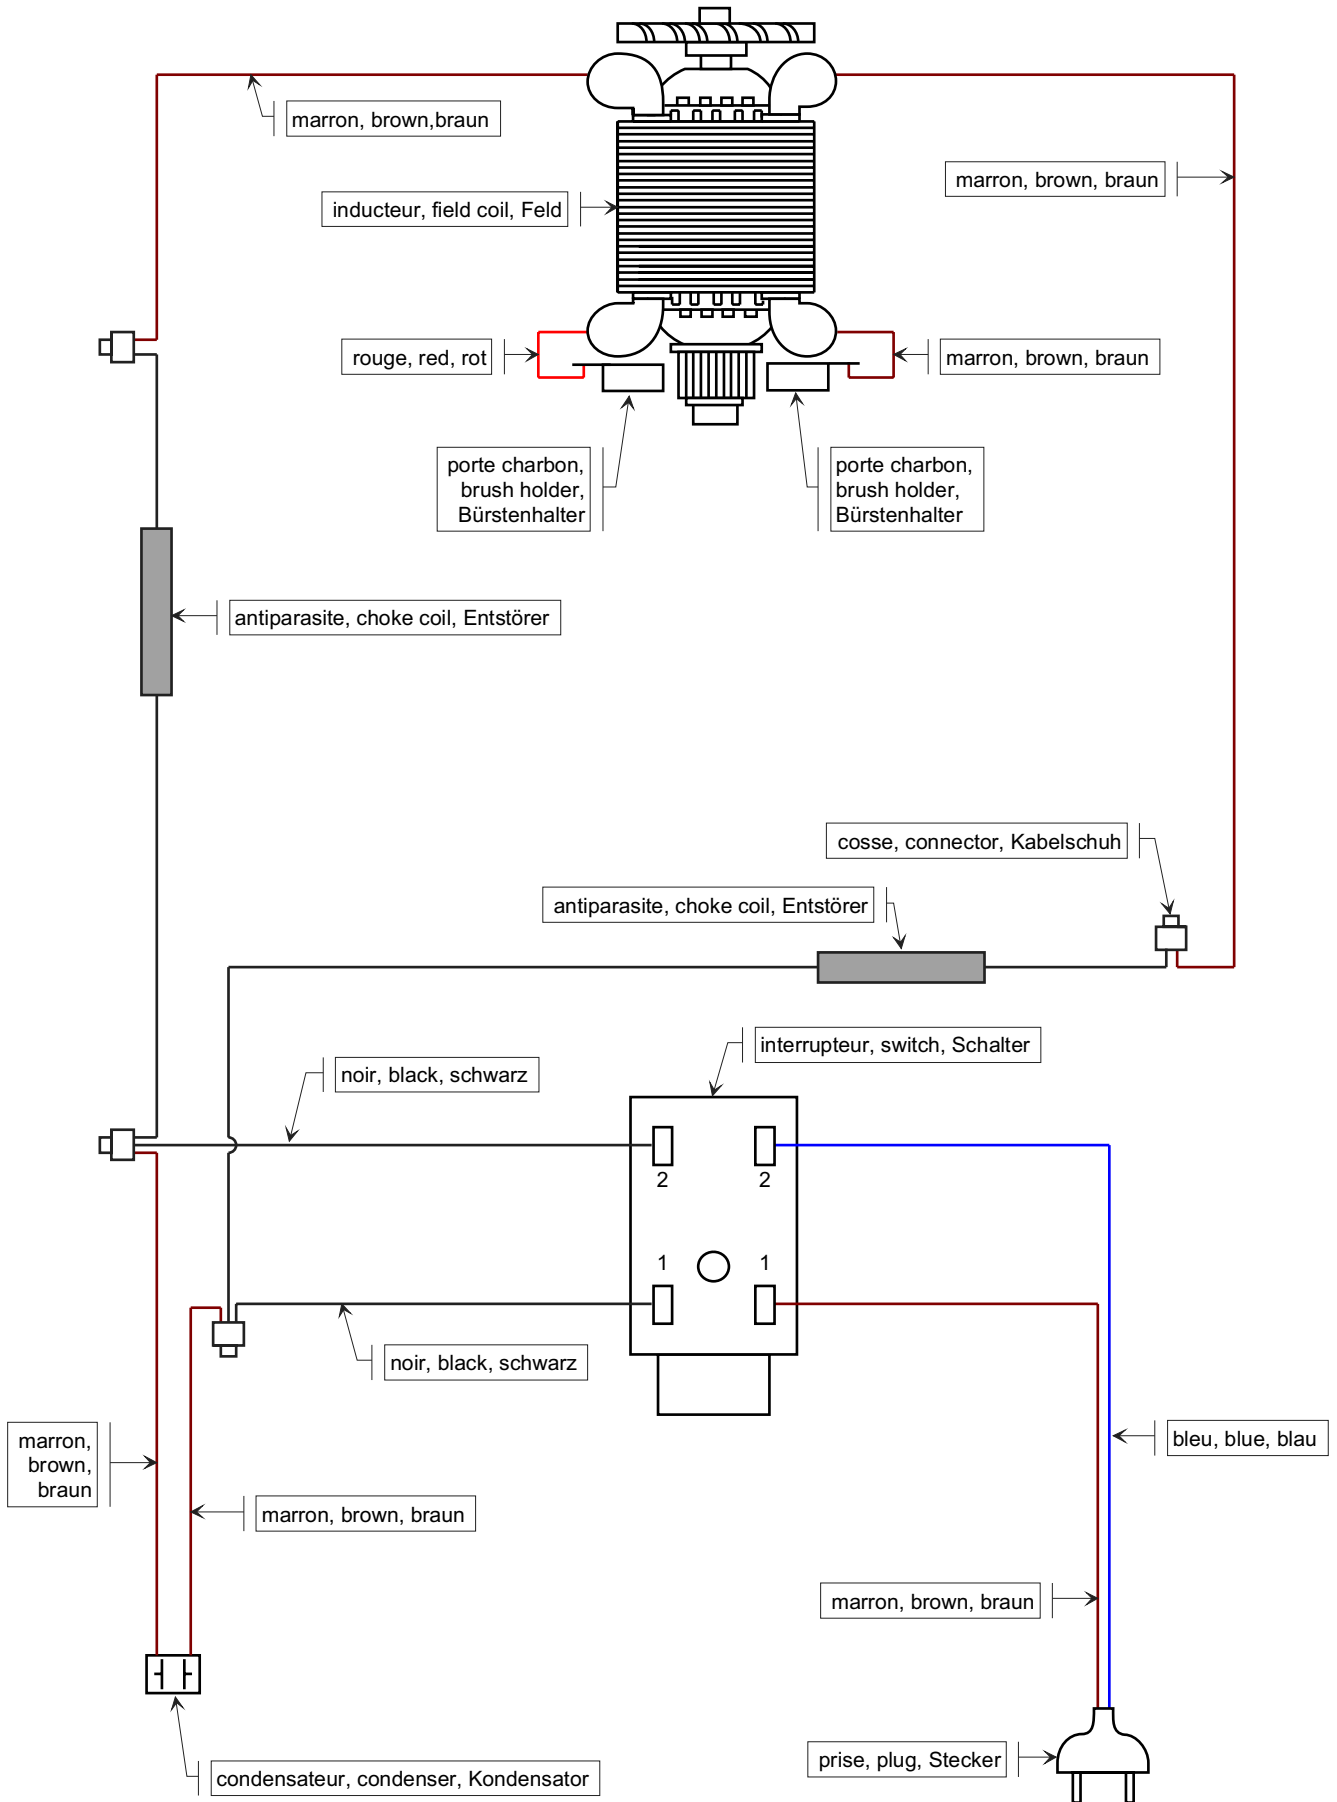 marron, brown,braun
marron, brown, braun
inducteur, field coil, Feld
rouge, red, rot
marron, brown, braun
porte charbon,
brush holder,
Bürstenhalter
porte charbon,
brush holder,
Bürstenhalter
antiparasite, choke coil, Entstörer
cosse, connector, Kabelschuh
antiparasite, choke coil, Entstörer
interrupteur, switch, Schalter
noir, black, schwarz
2 2
1 1
noir, black, schwarz
marron,
brown,
braun
bleu, blue, blau
marron, brown, braun
marron, brown, braun
prise, plug, Stecker
condensateur, condenser, Kondensator